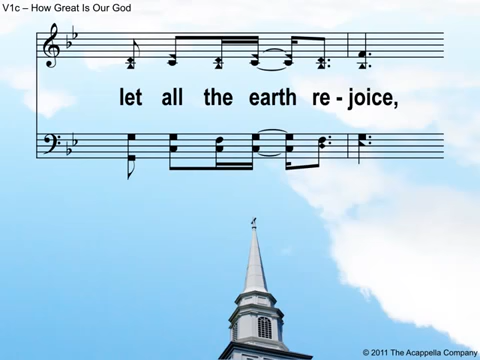 V1c – How Great Is Our God
let all the earth re - joice,
© 2011 The Acappella Company